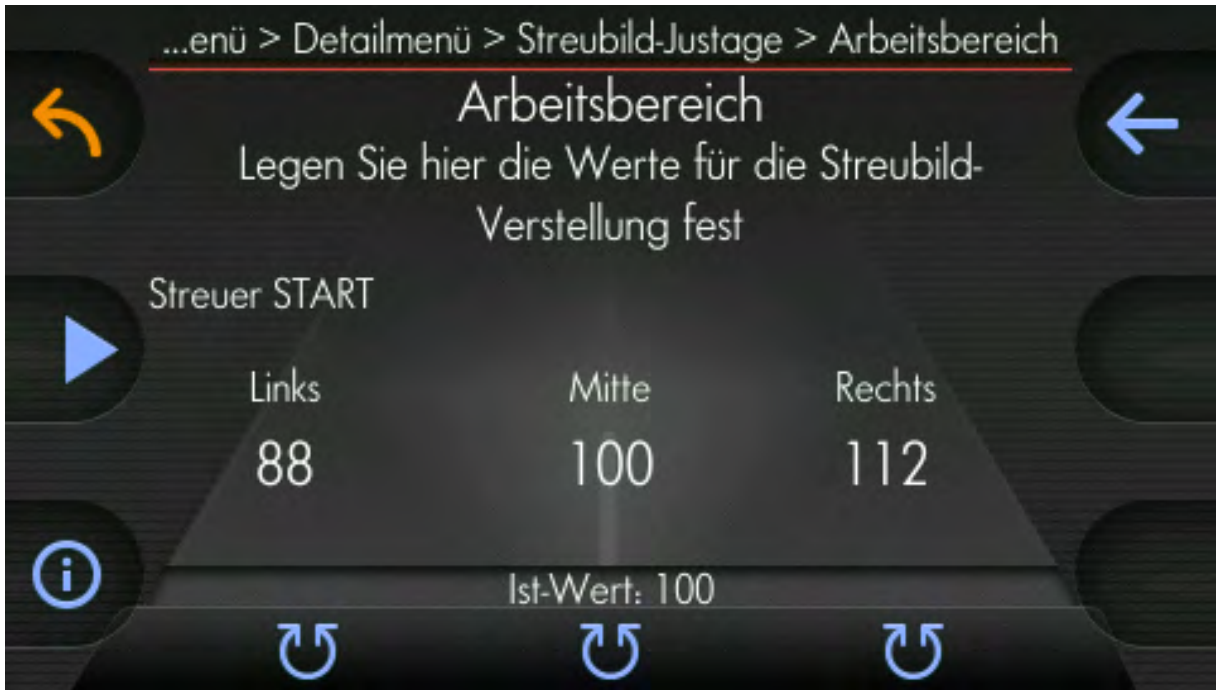 ...enü > Detailmenü > Streubild-Justage > Arbeitsbereich
Arbeitsbereich
Legen Sie hier die Werte für die Streubild-
Verstellung fest
Streuer START
Links Mitte Rechts
88 100 112
Ist-Wert: 100